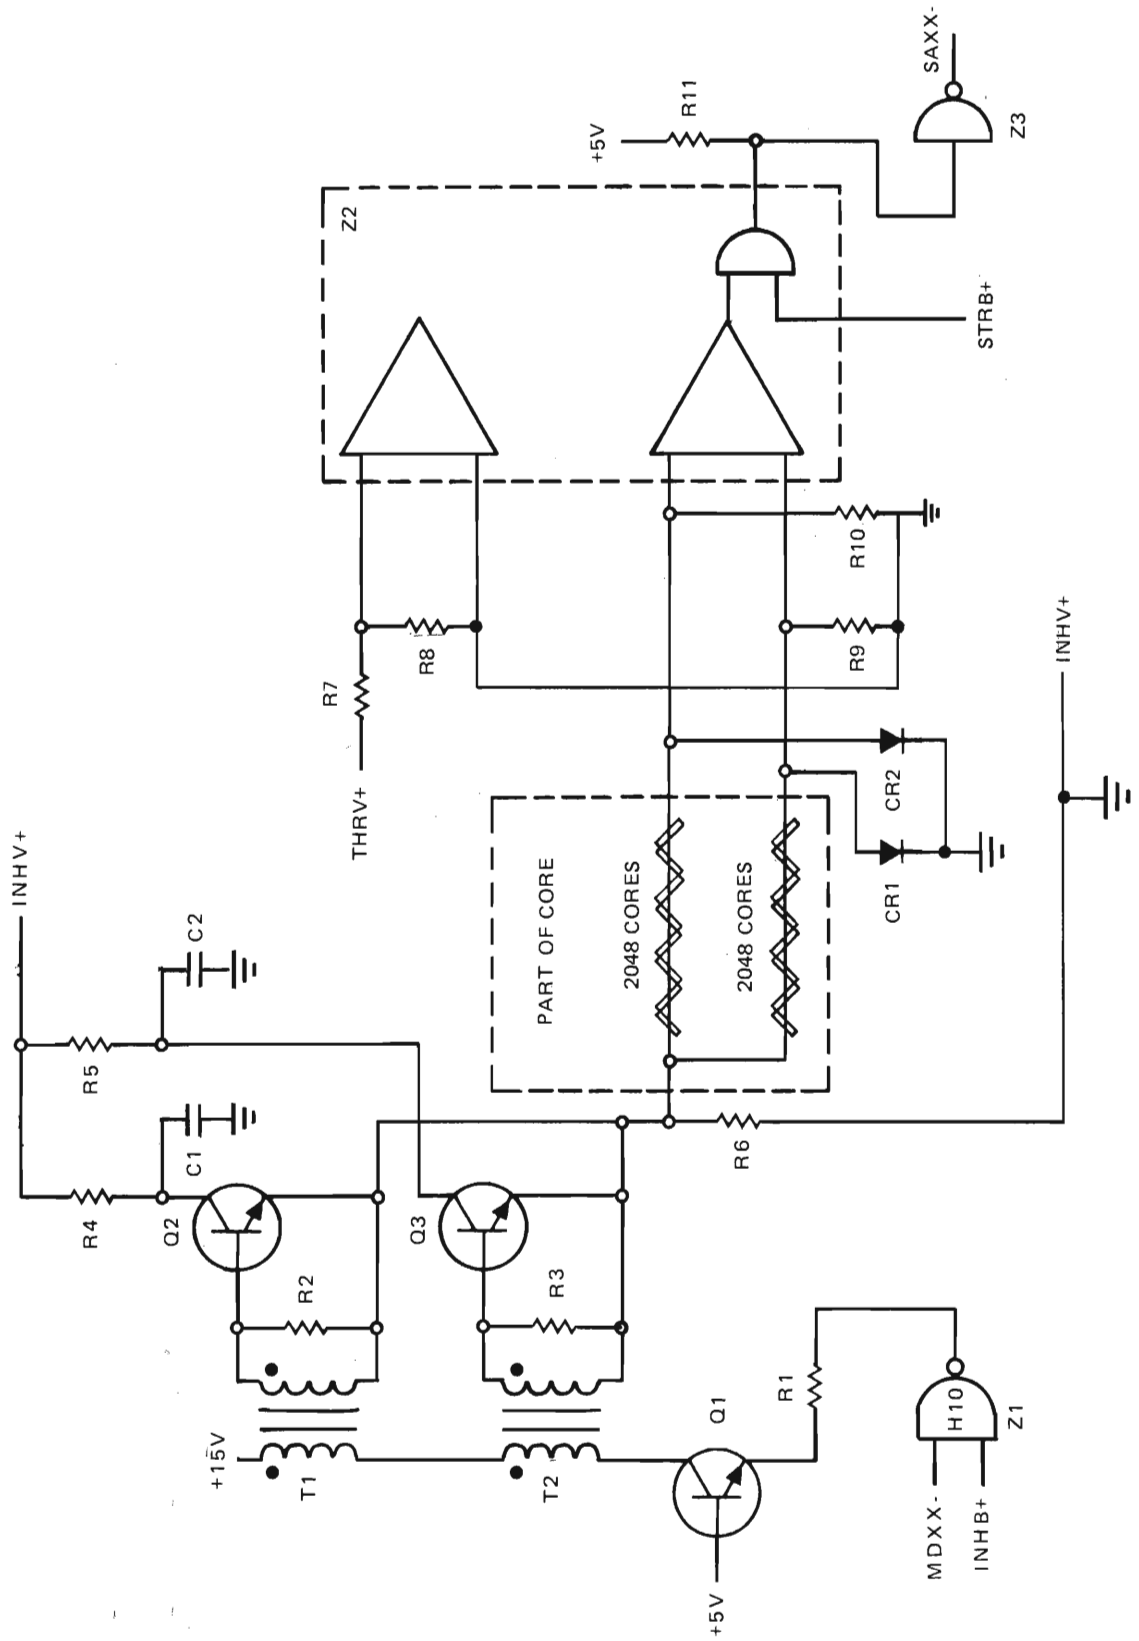 INHV+
R4
R5
C1
C2
Q2
Q3
R2
R3
+15V
T1
T2
Q1
+5V
R1
H10
Z1
MDXX-
INHB+
R6
PART OF CORE
2048 CORES
2048 CORES
CR1
CR2
INHV+
THRV+
R7
R8
R9
R10
Z2
STRB+
+5V
R11
SAXX-
Z3